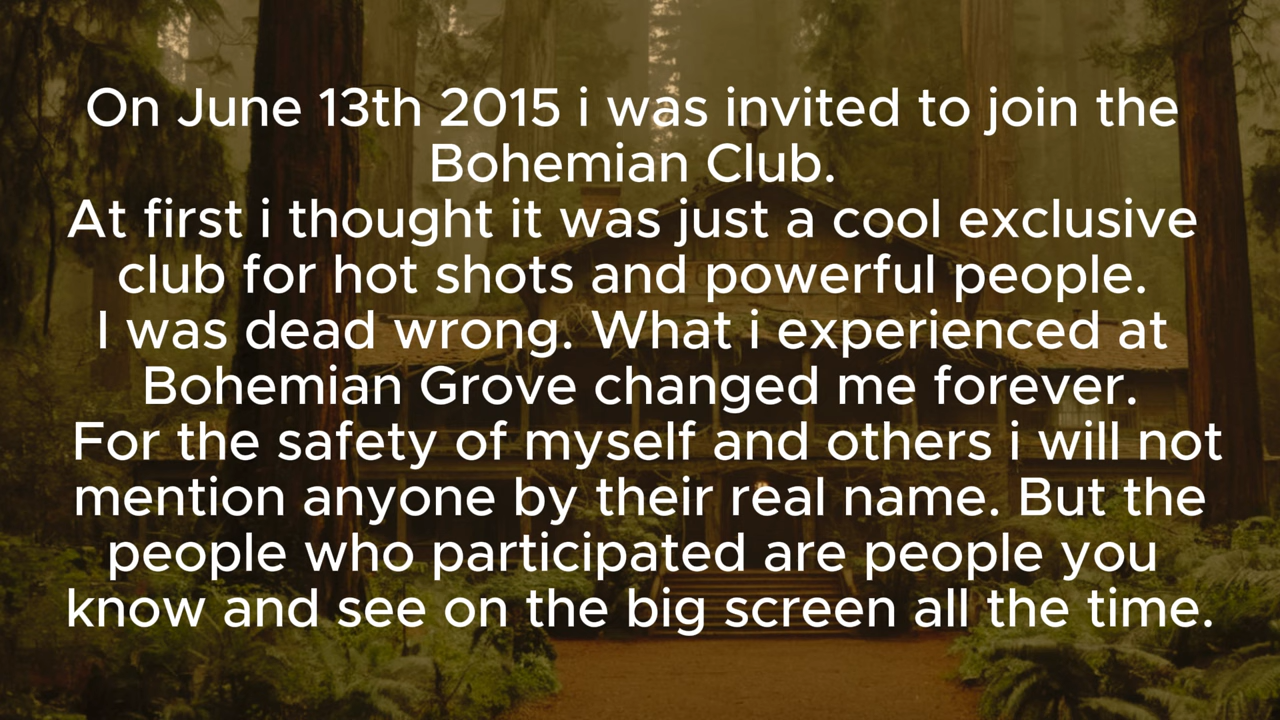 On June 13th 2015 i was invited to join the
Bohemian Club.
At first i thought it was just a cool exclusive
club for hot shots and powerful people.
I was dead wrong. What i experienced at
Bohemian Grove changed me forever.
For the safety of myself and others i will not
mention anyone by their real name. But the
people who participated are people you
know and see on the big screen all the time.